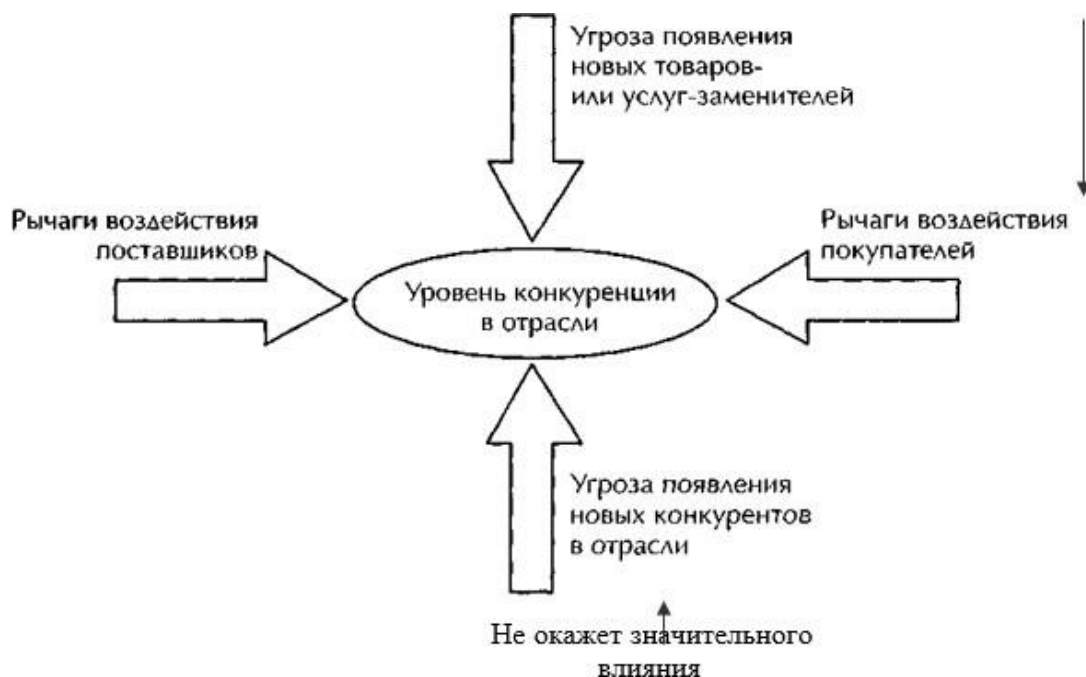 Угроза появления
новых товаров-
или услуг-заменителей
Рычаги воздействия
поставщиков
Рычаги воздействия
покупателей
Уровень конкуренции
в отрасли
Угроза появления
новых конкурентов
в отрасли
Не окажет значительного
влияния